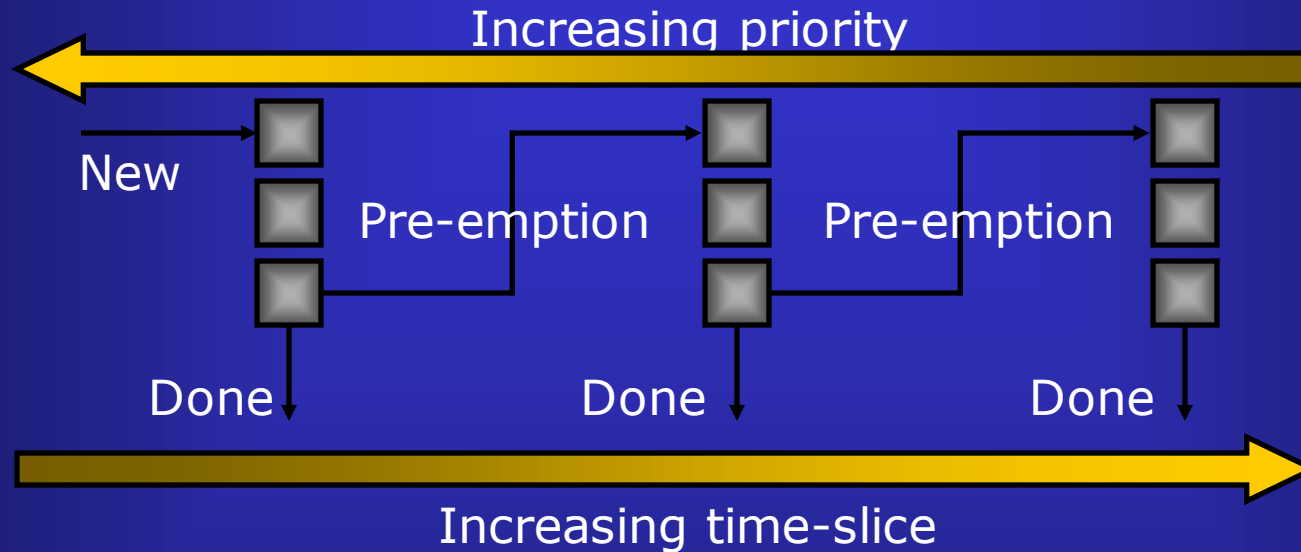 Increasing priority
New
Pre-emption
Pre-emption
Done
Done
Done
Increasing time-slice